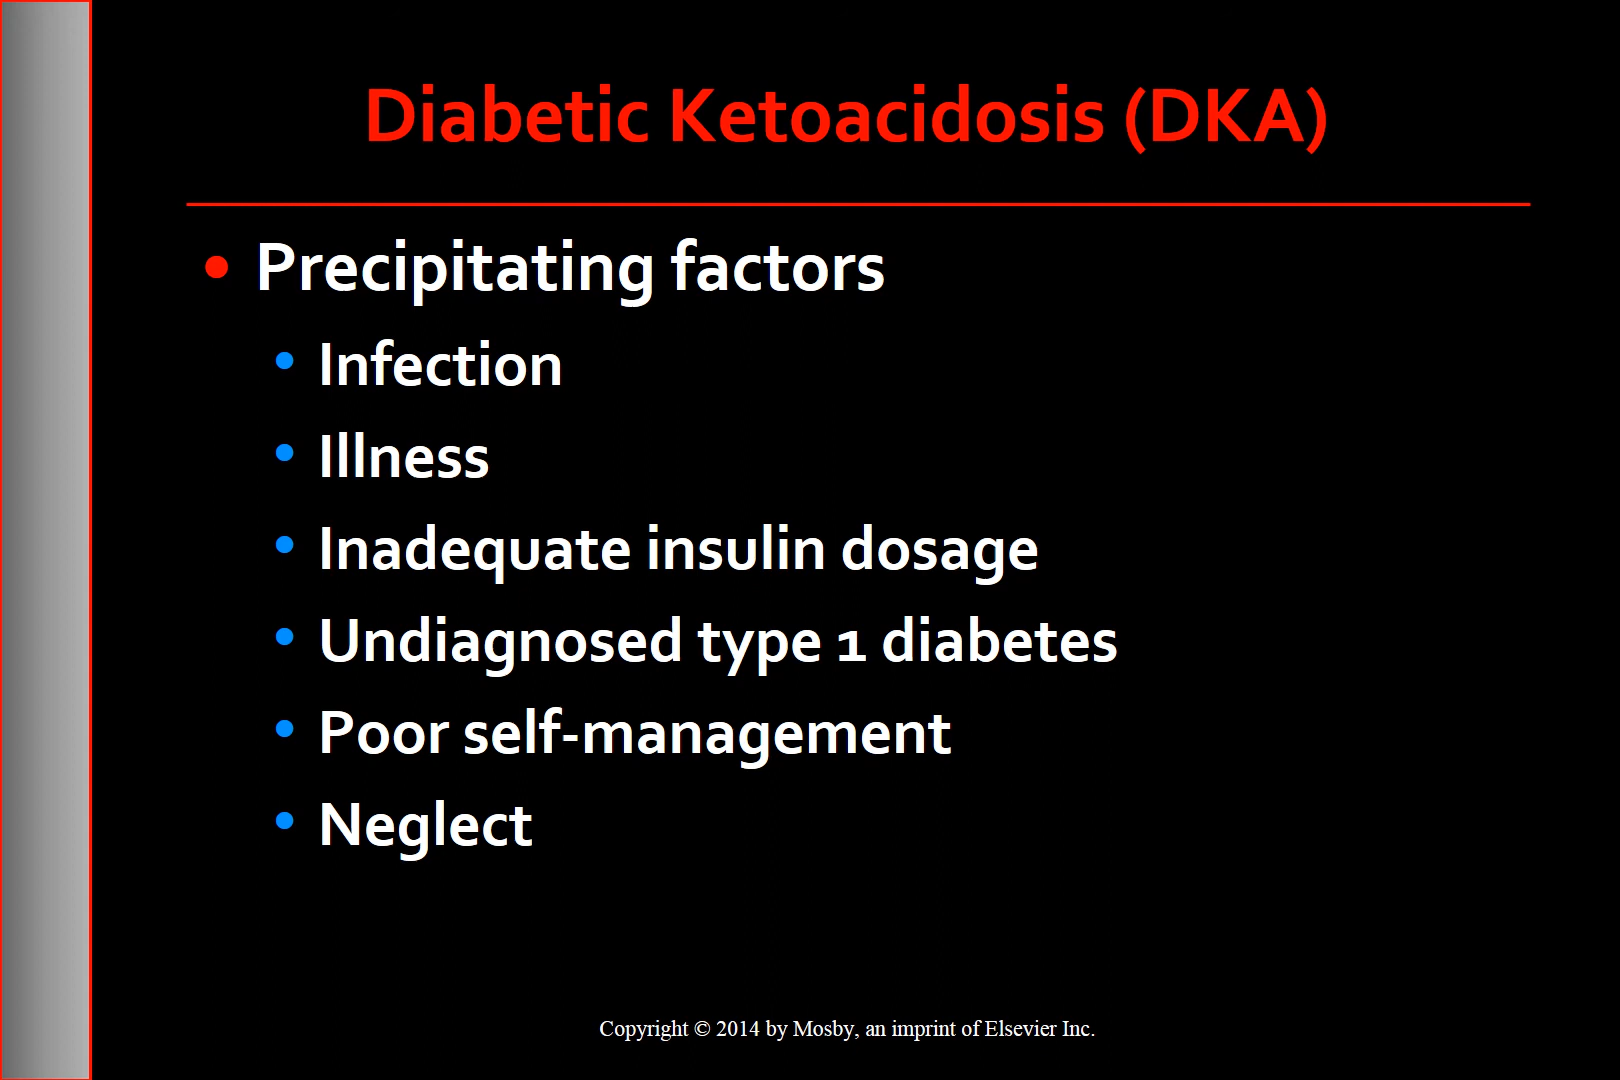 Diabetic Ketoacidosis (DKA)
• Precipitating factors
• Infection
• Illness
• Inadequate insulin dosage
• Undiagnosed type 1 diabetes
• Poor self-management
• Neglect
Copyright © 2014 by Mosby, an imprint of Elsevier Inc.